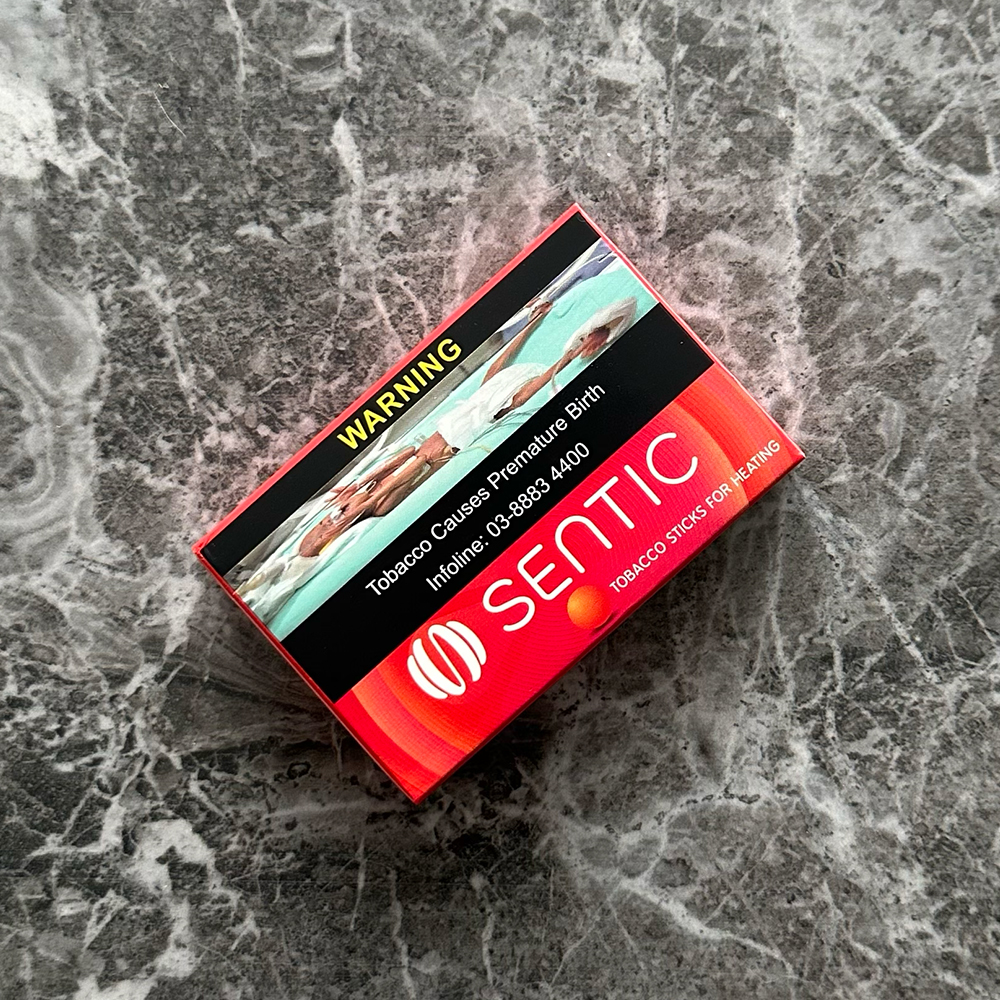 WARNING
Tobacco Causes Premature Birth
Infoline: 03-8883 4400
SENTIC
TOBACCO STICKS FOR HEATING